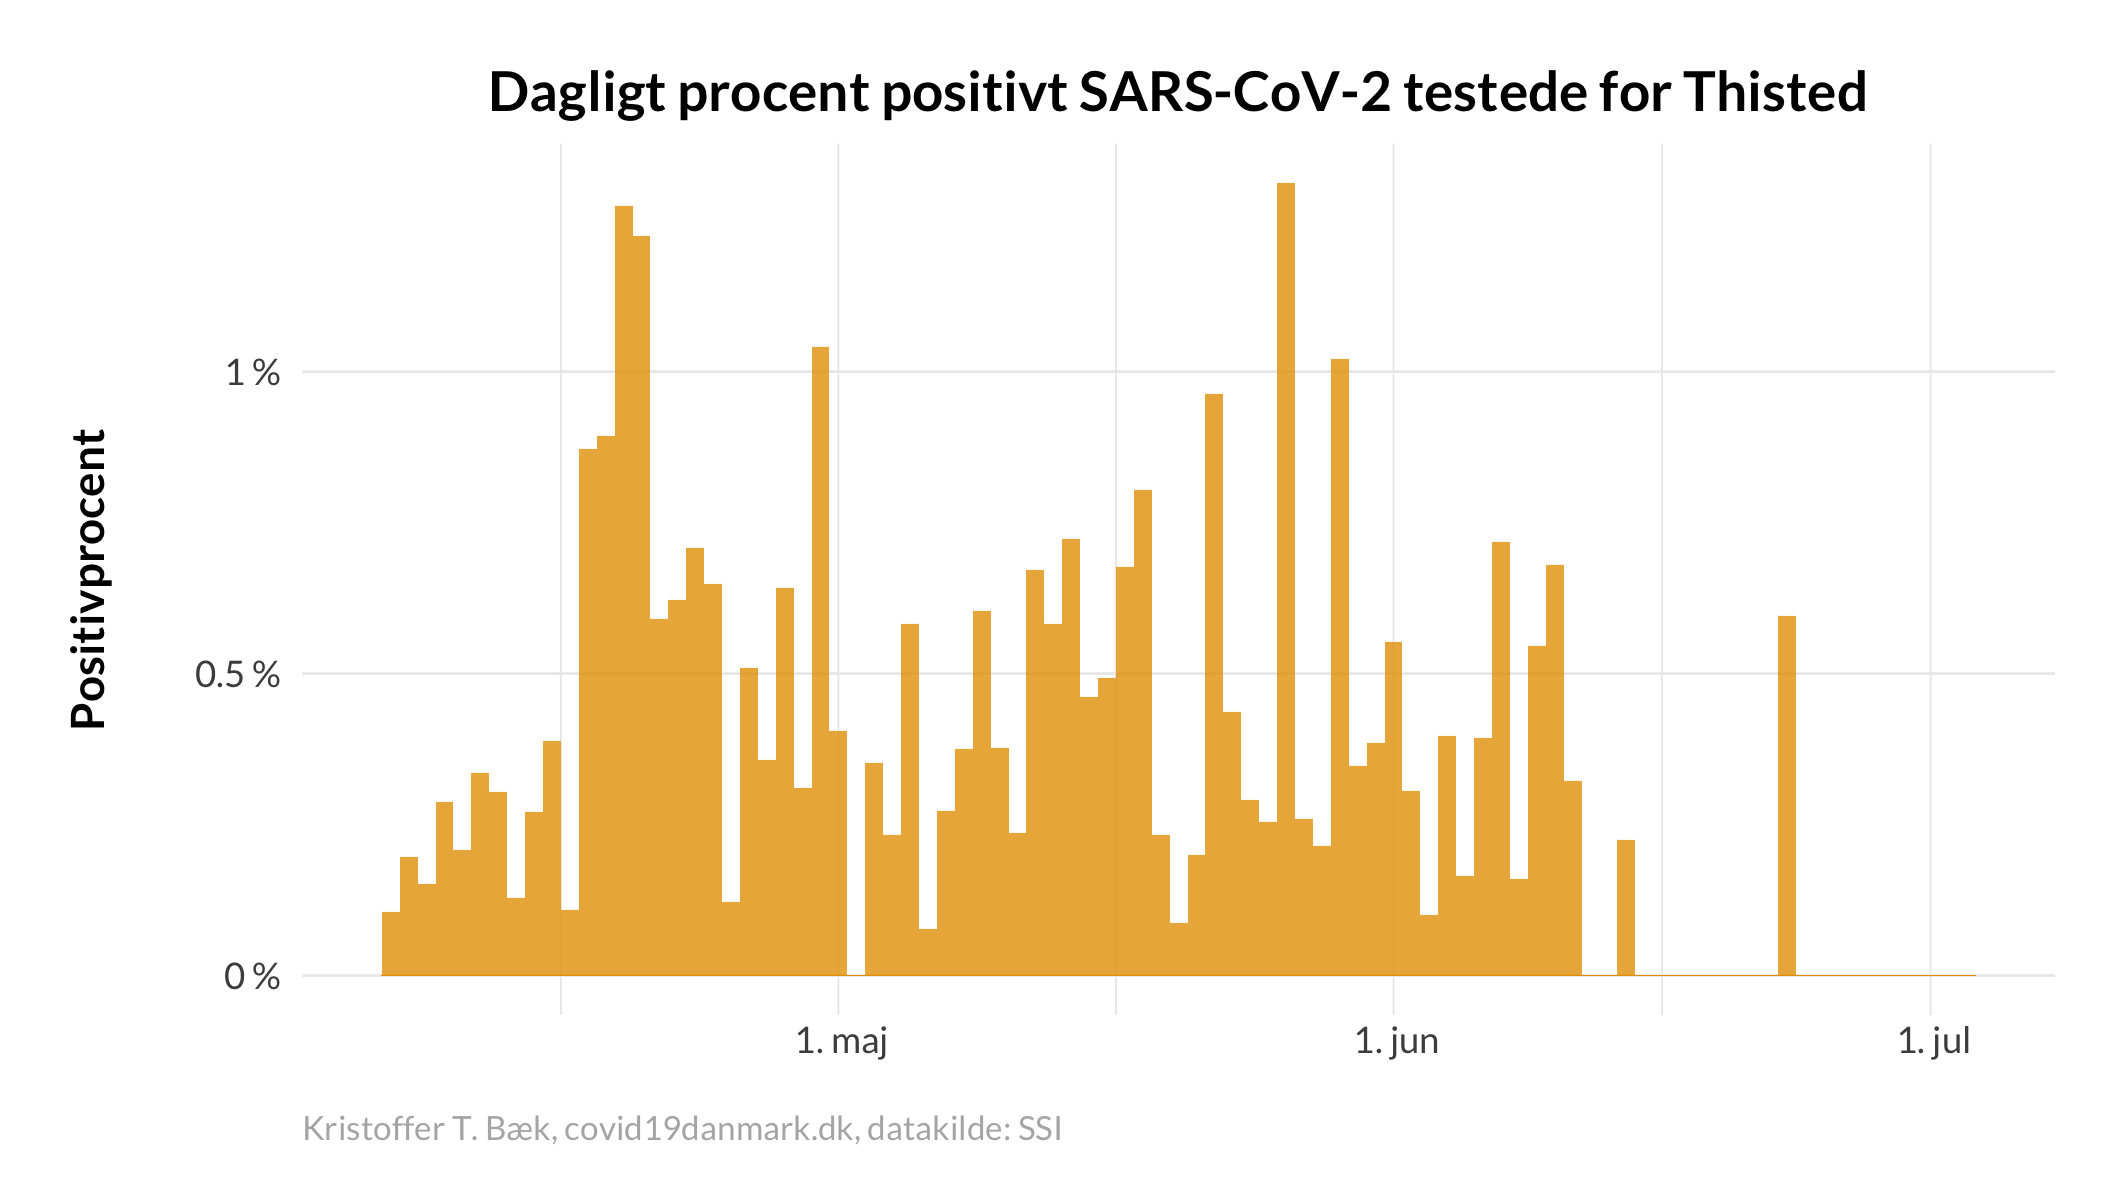 Dagligt procent positivt SARS-CoV-2 testede for Thisted
Positivprocent
1 %
0.5 %
0 %
1. maj
1. jun
1. jul
Kristoffer T. Bæk, covid19danmark.dk, datakilde: SSI